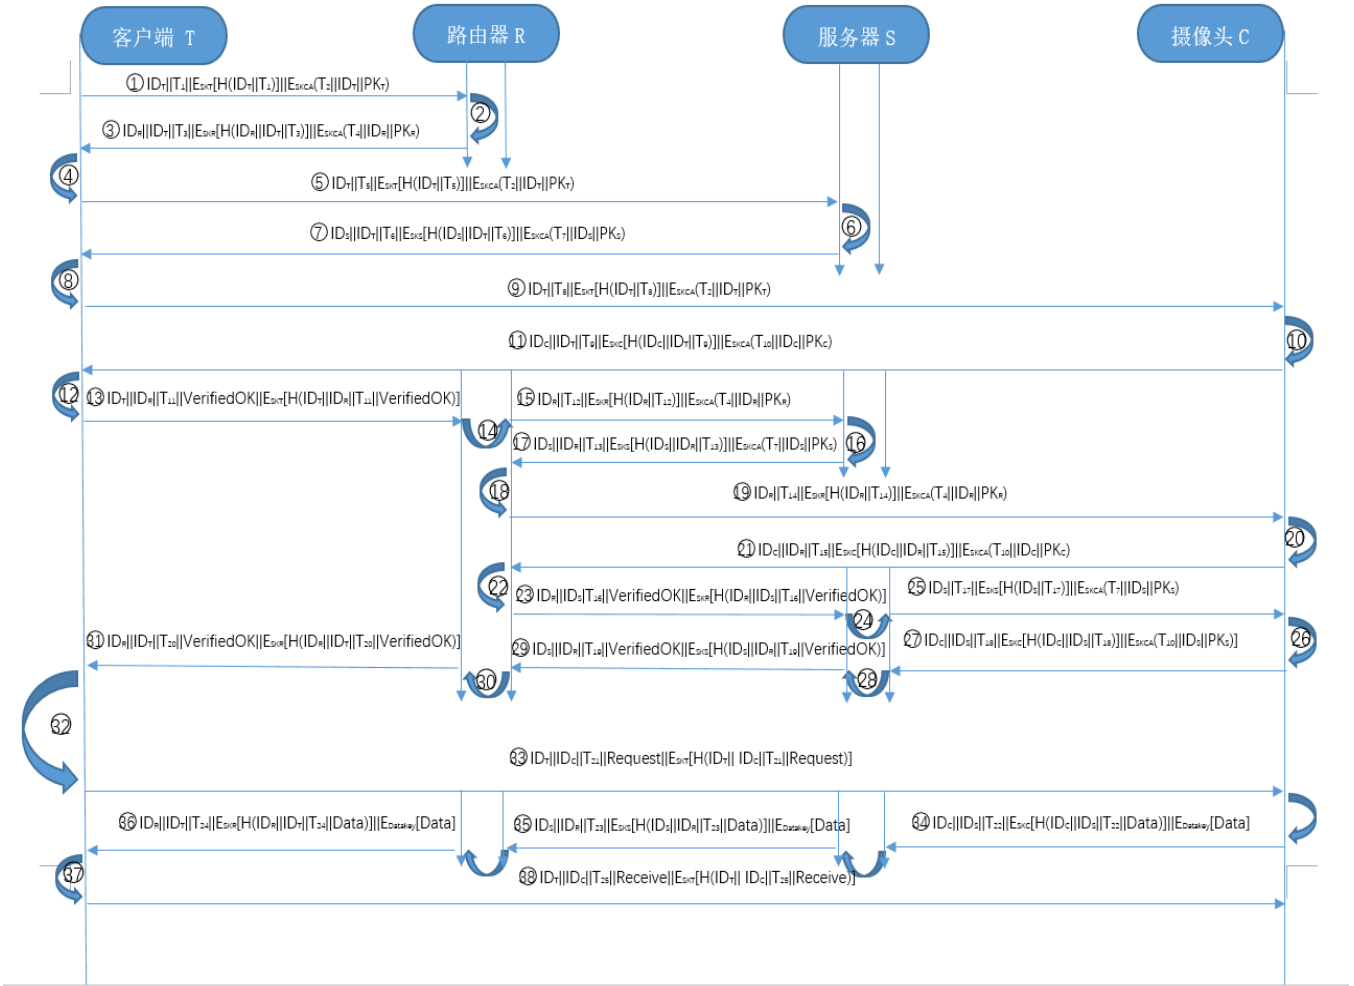 客户端 T
路由器 R
服务器 S
摄像头 C
① IDT||T1||ESKT[H(IDT||T1)]||ESKCA(T2||IDT||PKT)
②
③ IDR||IDT||T3||ESKR[H(IDR||IDT||T3)]||ESKCA(T4||IDR||PKR)
④
⑤ IDT||T5||ESKT[H(IDT||T5)]||ESKCA(T2||IDT||PKT)
⑥
⑦ IDS||IDT||T6||ESKS[H(IDS||IDT||T6)]||ESKCA(T7||IDS||PKS)
⑧
⑨ IDT||T8||ESKT[H(IDT||T8)]||ESKCA(T2||IDT||PKT)
⑩
⑪ IDC||IDT||T9||ESKC[H(IDC||IDT||T9)]||ESKCA(T10||IDC||PKC)
⑫
⑬ IDT||IDR||T11||VerifiedOK||ESKT[H(IDT||IDR||T11||VerifiedOK)]
⑭
⑮ IDR||T12||ESKR[H(IDR||T12)]||ESKCA(T4||IDR||PKR)
⑯
⑰ IDS||IDR||T13||ESKS[H(IDS||IDR||T13)]||ESKCA(T7||IDS||PKS)
⑱
⑲ IDR||T14||ESKR[H(IDR||T14)]||ESKCA(T4||IDR||PKR)
⑳
㉑ IDC||IDR||T15||ESKC[H(IDC||IDR||T15)]||ESKCA(T10||IDC||PKC)
㉒
㉓ IDR||IDS|T16||VerifiedOK||ESKR[H(IDR||IDS||T16||VerifiedOK)]
㉔
㉕ IDS||T17||ESKS[H(IDS||T17)]||ESKCA(T7||IDS||PKS)
㉖
㉗ IDC||IDS||T18||ESKC[H(IDC||IDS||T18)]||ESKCA(T10||IDS||PKS)]
㉘
㉙ IDS||IDR||T19||VerifiedOK||ESKS[H(IDS||IDR||T19||VerifiedOK)]
㉚
㉛ IDR||IDT||T20||VerifiedOK||ESKR[H(IDR||IDT||T20||VerifiedOK)]
㉜
㉝ IDT||IDC||T21||Request||ESKT[H(IDT|| IDC||T21||Request)]
㉞ IDC||IDS||T22||ESKC[H(IDC||IDS||T22||Data)]||EDatakey[Data]
㉟ IDS||IDR||T23||ESKS[H(IDS||IDR||T23||Data)]||EDatakey[Data]
㊱ IDR||IDT||T24||ESKR[H(IDR||IDT||T24||Data)]||EDatakey[Data]
㊲
㊳ IDT||IDC||T25||Receive||ESKT[H(IDT|| IDC||T25||Receive)]